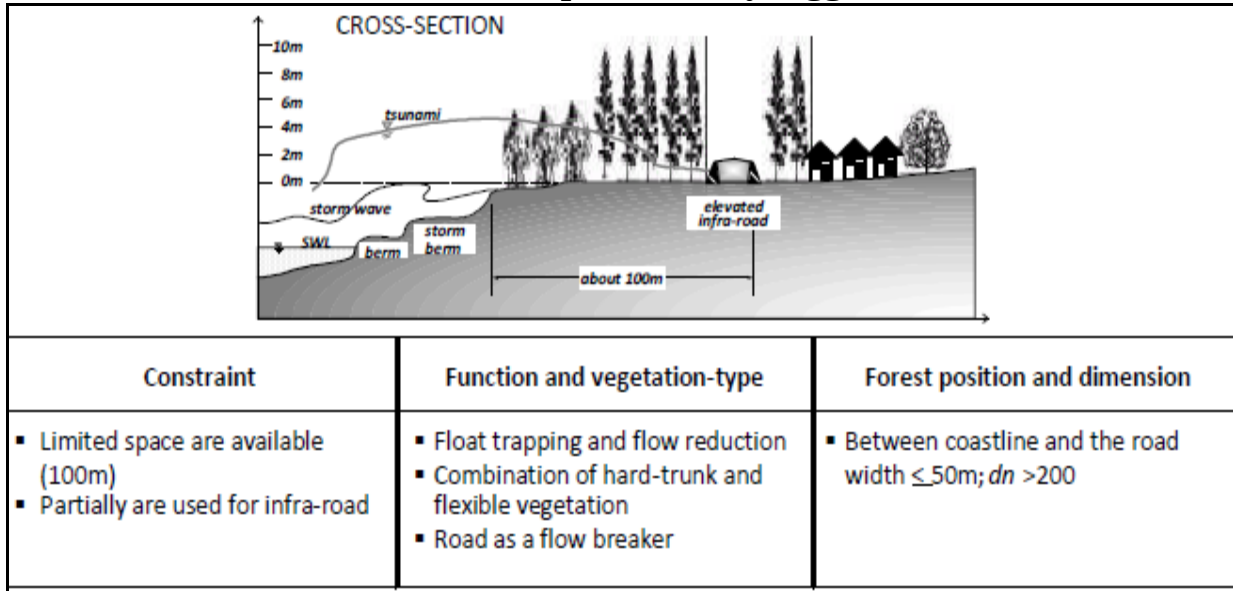 CROSS-SECTION
10m
8m
6m
4m
2m
0m
tsunami
storm wave
SWL
berm
storm
berm
elevated
infra-road
about 100m
Constraint
▪ Limited space are available
(100m)
▪ Partially are used for infra-road
Function and vegetation-type
▪ Float trapping and flow reduction
▪ Combination of hard-trunk and
flexible vegetation
▪ Road as a flow breaker
Forest position and dimension
▪ Between coastline and the road
width ≤ 50m; dn >200